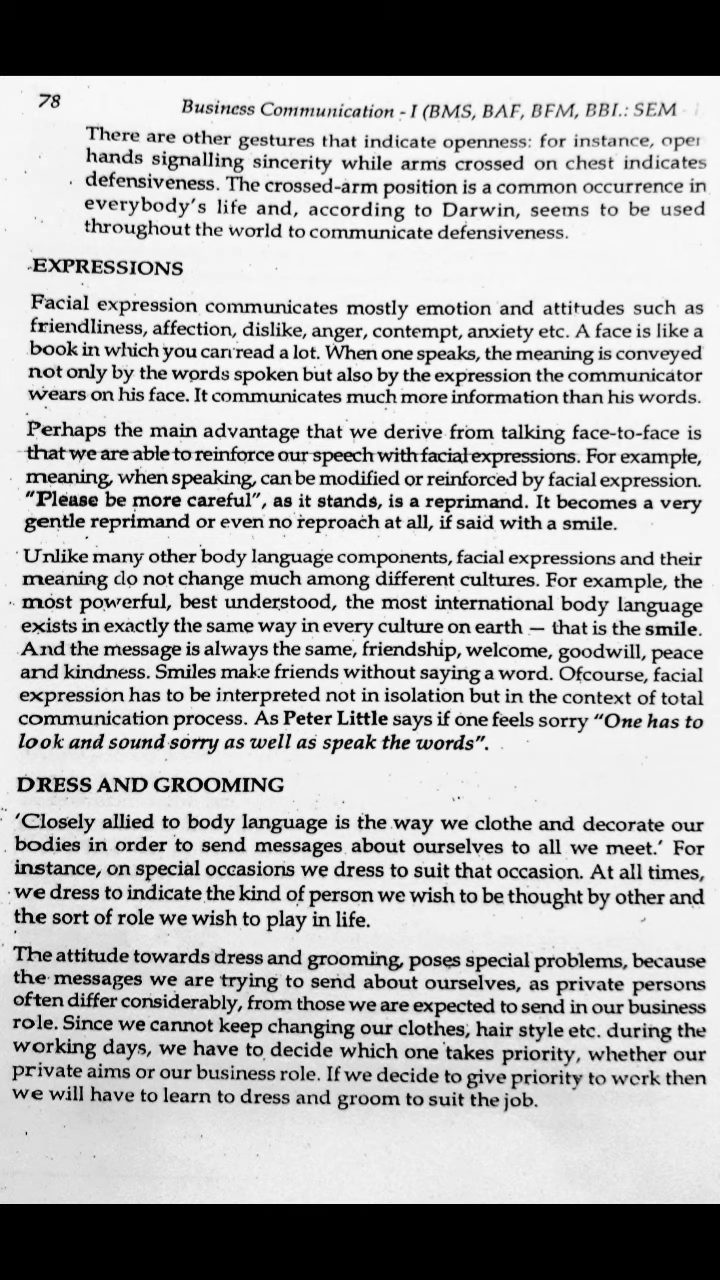 78
Business Communication - I (BMS, BAF, BFM, BBI.: SEM
There are other gestures that indicate openness: for instance, open
hands signalling sincerity while arms crossed on chest indicates
defensiveness. The crossed-arm position is a common occurrence in
everybody's life and, according to Darwin, seems to be used
throughout the world to communicate defensiveness.
EXPRESSIONS
Facial expression communicates mostly emotion and attitudes such as
friendliness, affection, dislike, anger, contempt, anxiety etc. A face is like a
book in which you can read a lot. When one speaks, the meaning is conveyed
not only by the words spoken but also by the expression the communicator
wears on his face. It communicates much more information than his words.
Perhaps the main advantage that we derive from talking face-to-face is
that we are able to reinforce our speech with facial expressions. For example,
meaning, when speaking, can be modified or reinforced by facial expression.
"Please be more careful", as it stands, is a reprimand. It becomes a very
gentle reprimand or even no reproach at all, if said with a smile.
Unlike many other body language components, facial expressions and their
meaning do not change much among different cultures. For example, the
most powerful, best understood, the most international body language
exists in exactly the same way in every culture on earth — that is the smile.
And the message is always the same, friendship, welcome, goodwill, peace
and kindness. Smiles make friends without saying a word. Ofcourse, facial
expression has to be interpreted not in isolation but in the context of total
communication process. As Peter Little says if one feels sorry "One has to
look and sound sorry as well as speak the words".
DRESS AND GROOMING
'Closely allied to body language is the way we clothe and decorate our
bodies in order to send messages about ourselves to all we meet.' For
instance, on special occasions we dress to suit that occasion. At all times,
we dress to indicate the kind of person we wish to be thought by other and
the sort of role we wish to play in life.
The attitude towards dress and grooming, poses special problems, because
the messages we are trying to send about ourselves, as private persons
often differ considerably, from those we are expected to send in our business
role. Since we cannot keep changing our clothes, hair style etc. during the
working days, we have to decide which one takes priority, whether our
private aims or our business role. If we decide to give priority to work then
we will have to learn to dress and groom to suit the job.